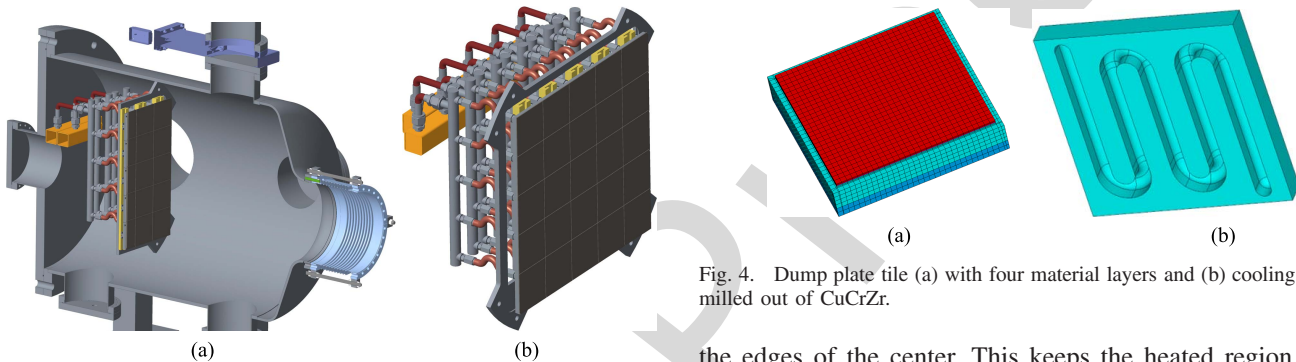 (a)
(b)
(a)
(b)
Fig. 4. Dump plate tile (a) with four material layers and (b) cooling
milled out of CuCrZr.
the edges of the center. This keeps the heated region